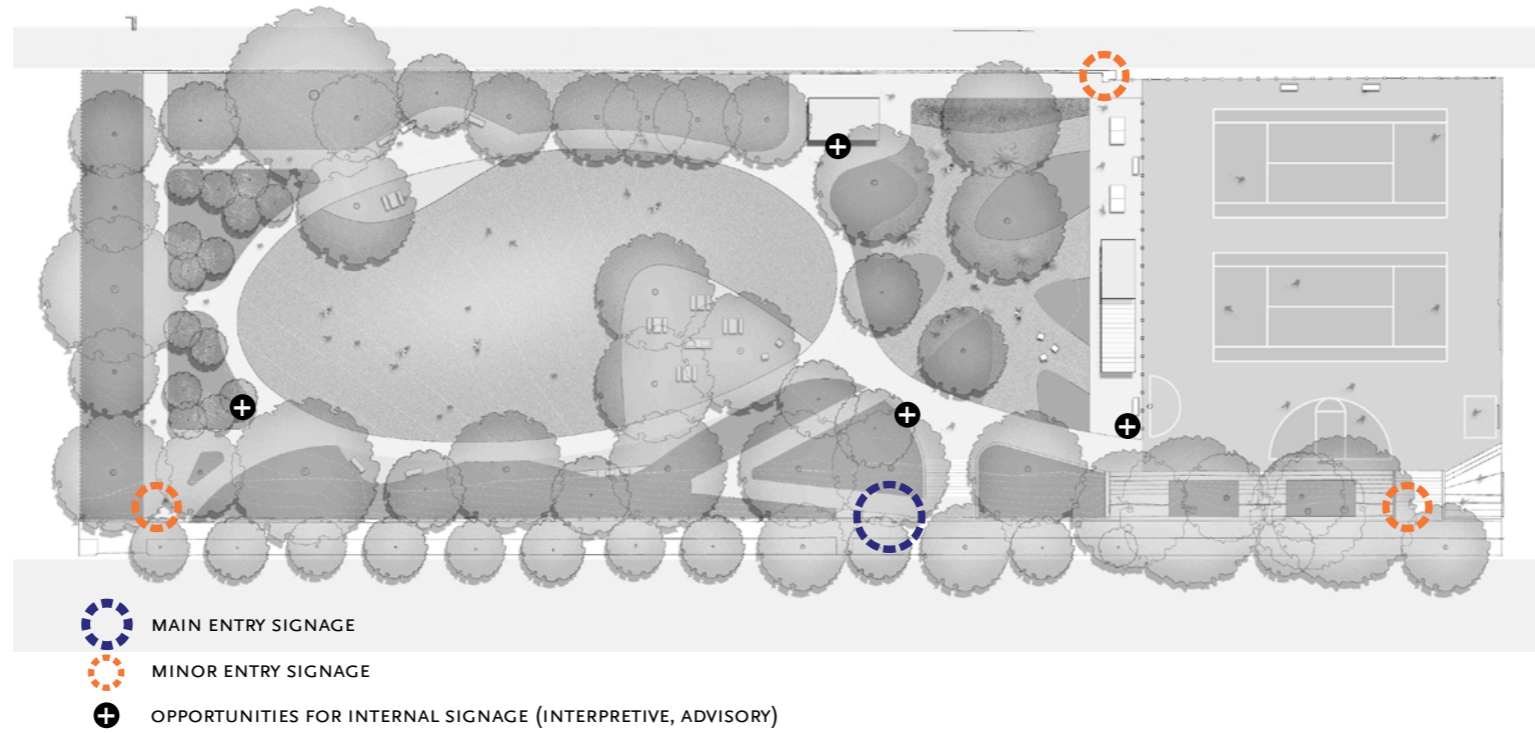 MAIN ENTRY SIGNAGE
MINOR ENTRY SIGNAGE
OPPORTUNITIES FOR INTERNAL SIGNAGE (INTERPRETIVE, ADVISORY)